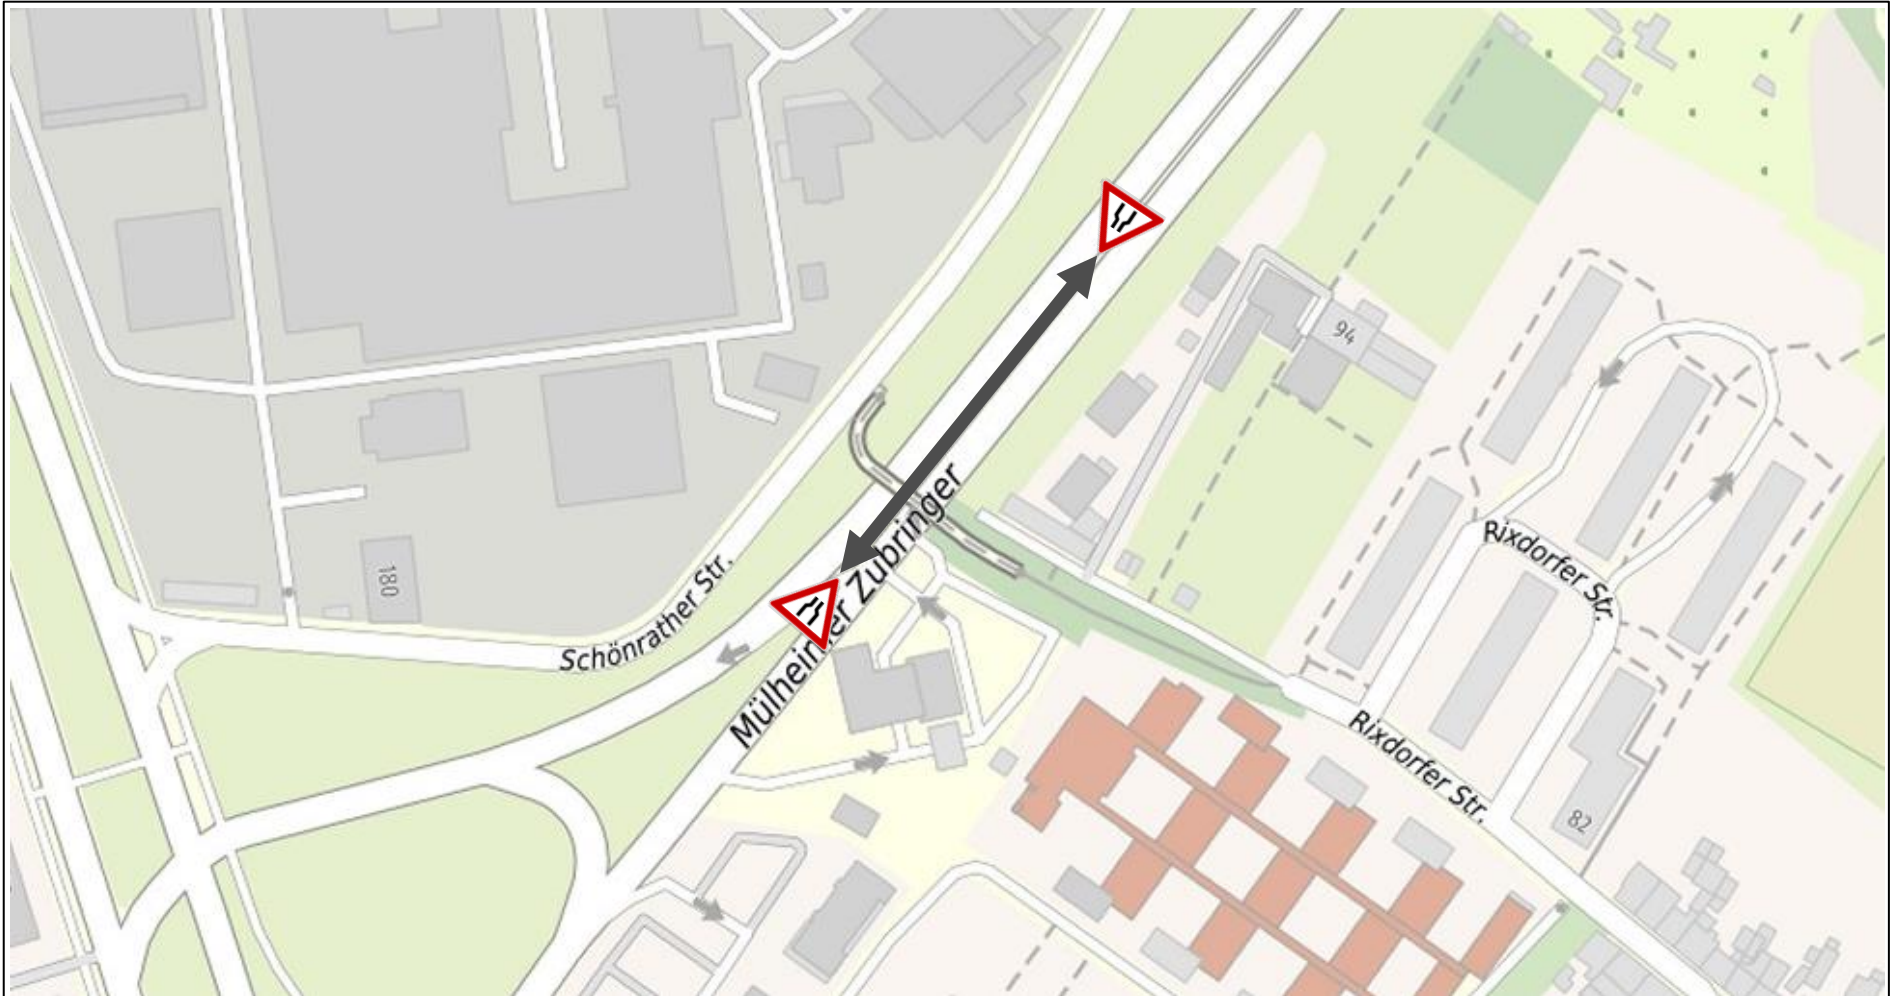 94
180
Mülheimer Zubringer
Schönrather Str.
Rixdorfer Str.
Rixdorfer Str.
82